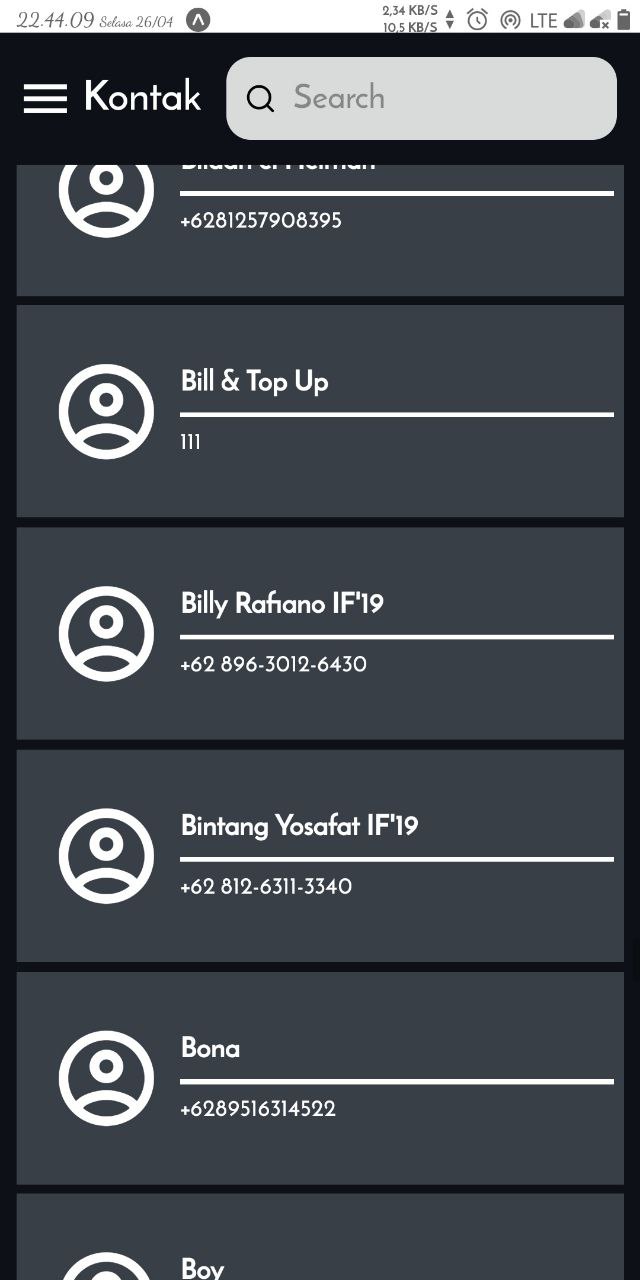 22.44.09 Selasa 26/04
2,34 KB/S
10,5 KB/S
LTE
Kontak
Search
+6281257908395
Bill & Top Up
111
Billy Rafiano IF'19
+62 896-3012-6430
Bintang Yosafat IF'19
+62 812-6311-3340
Bona
+6289516314522
Boy